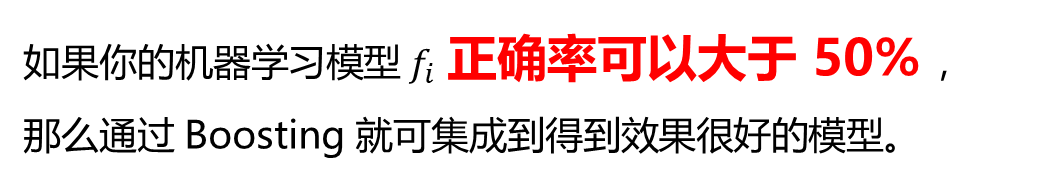 如果你的机器学习模型 fᵢ 正确率可以大于 50%，
那么通过 Boosting 就可集成到得到效果很好的模型。